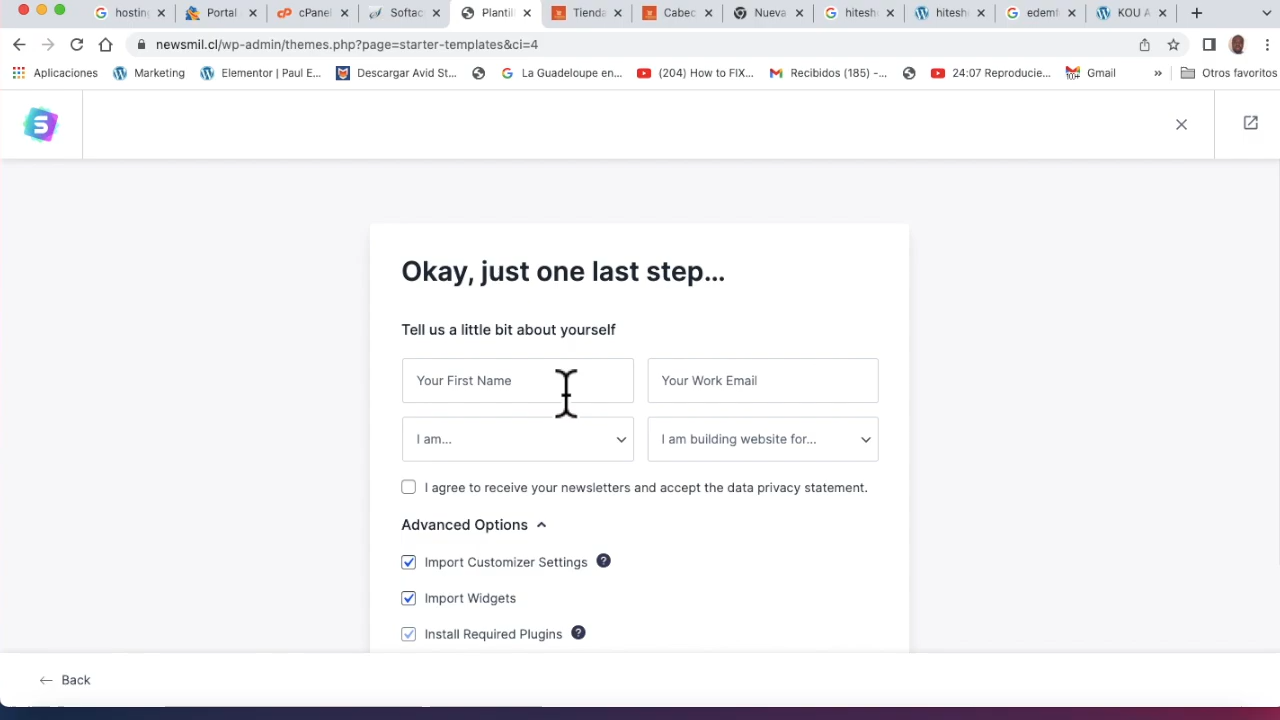 hosting
Portal
cPanel
Softac
Plantil
Tienda
Cabec
Nueva
hitesh
hitesh
edemt
KOU A
newsmil.cl/wp-admin/themes.php?page=starter-templates&ci=4
Aplicaciones
Marketing
Elementor | Paul E...
Descargar Avid St...
La Guadeloupe en...
(204) How to FIX...
Recibidos (185) -...
24:07 Reproducie...
Gmail
»
Otros favoritos
S
Okay, just one last step...
Tell us a little bit about yourself
Your First Name
Your Work Email
I am...
I am building website for...
I agree to receive your newsletters and accept the data privacy statement.
Advanced Options
Import Customizer Settings ?
Import Widgets
Install Required Plugins ?
← Back